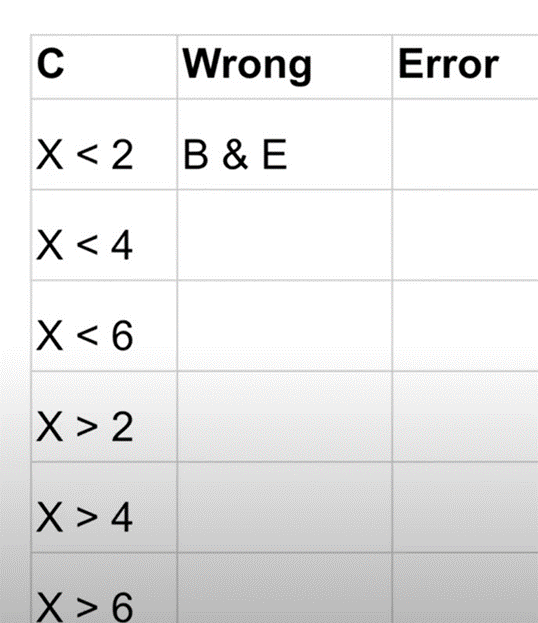 C Wrong Error
X < 2 B & E
X < 4
X < 6
X > 2
X > 4
X > 6